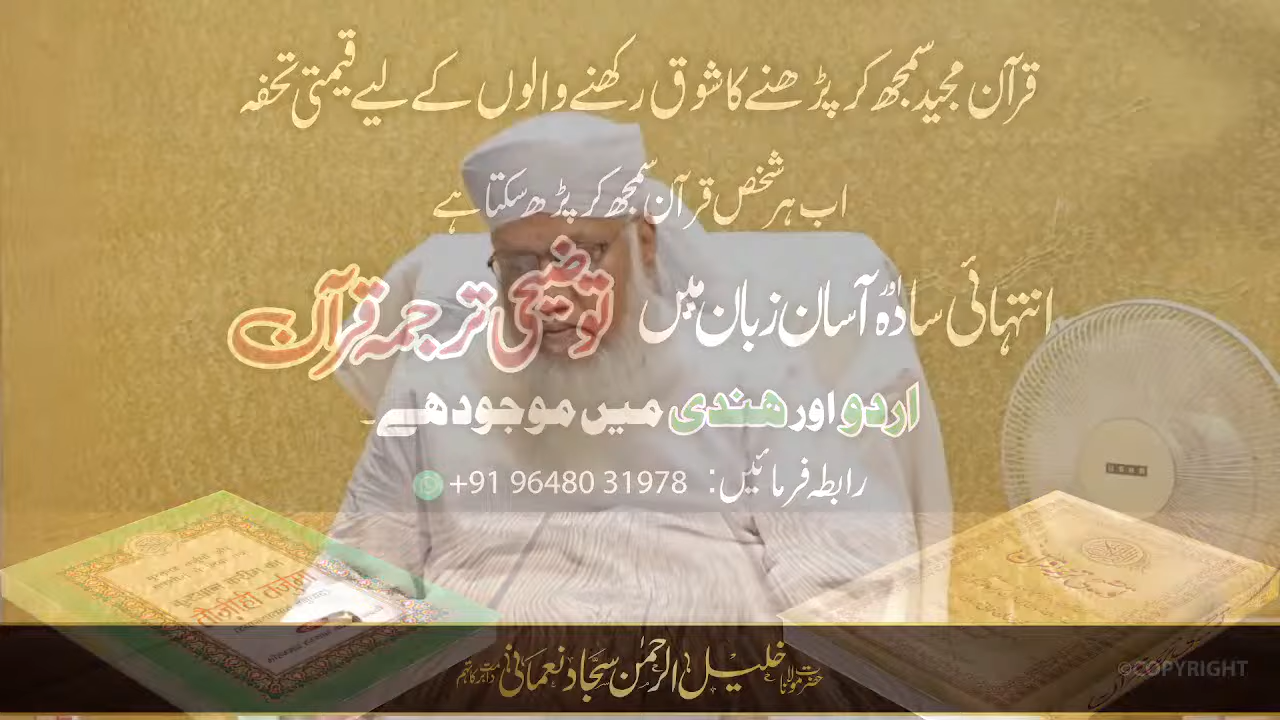 قرآن مجید سمجھ کر پڑھنے کا شوق رکھنے والوں کے لیے قیمتی تحفہ
اب ہر شخص قرآن سمجھ کر پڑھ سکتا ہے
انتہائی سادہ اور آسان زبان میں توضیحی ترجمہ قرآن
اردو اور ھندی میں موجود ھے۔
رابطہ فرمائیں: +91 96480 31978
तौज़ीही तर्जुमा
حضرت مولانا خلیل الرحمٰن سجاد نعمانی دامت برکاتہم
©COPYRIGHT